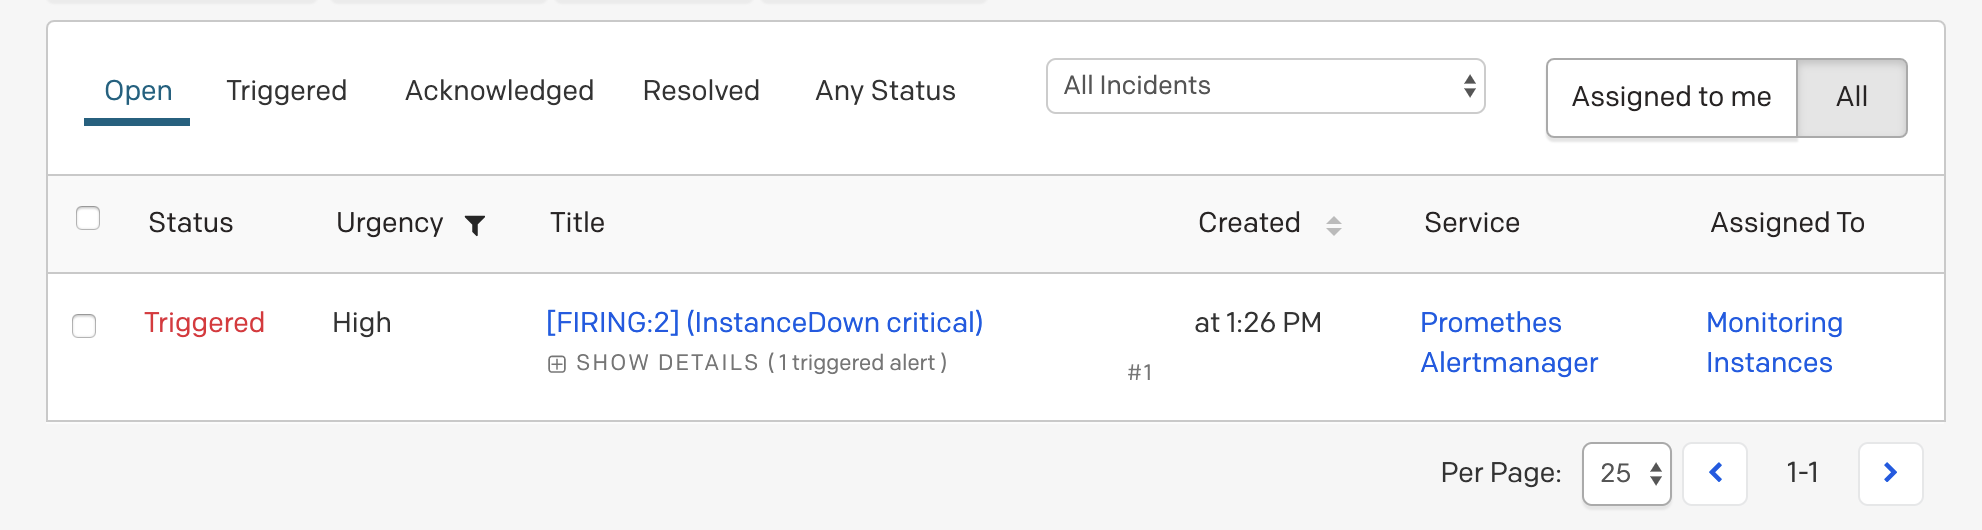 Open Triggered Acknowledged Resolved Any Status All Incidents Assigned to me All
Status Urgency Title Created Service Assigned To
Triggered High [FIRING:2] (InstanceDown critical) at 1:26 PM Promethes Monitoring
SHOW DETAILS (1 triggered alert) #1 Alertmanager Instances
Per Page: 25 1-1